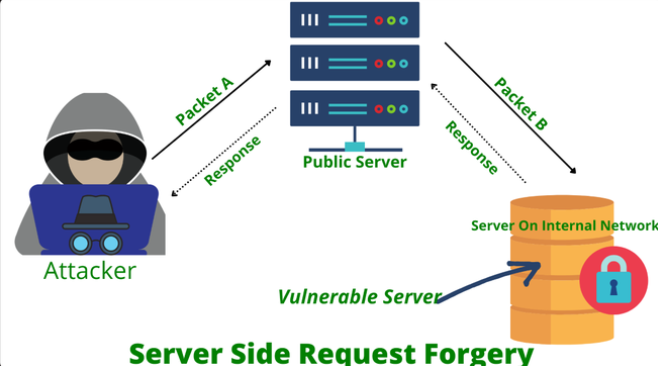 Packet A
Response
Public Server
Packet B
Response
Server On Internal Network
Attacker
Vulnerable Server
Server Side Request Forgery